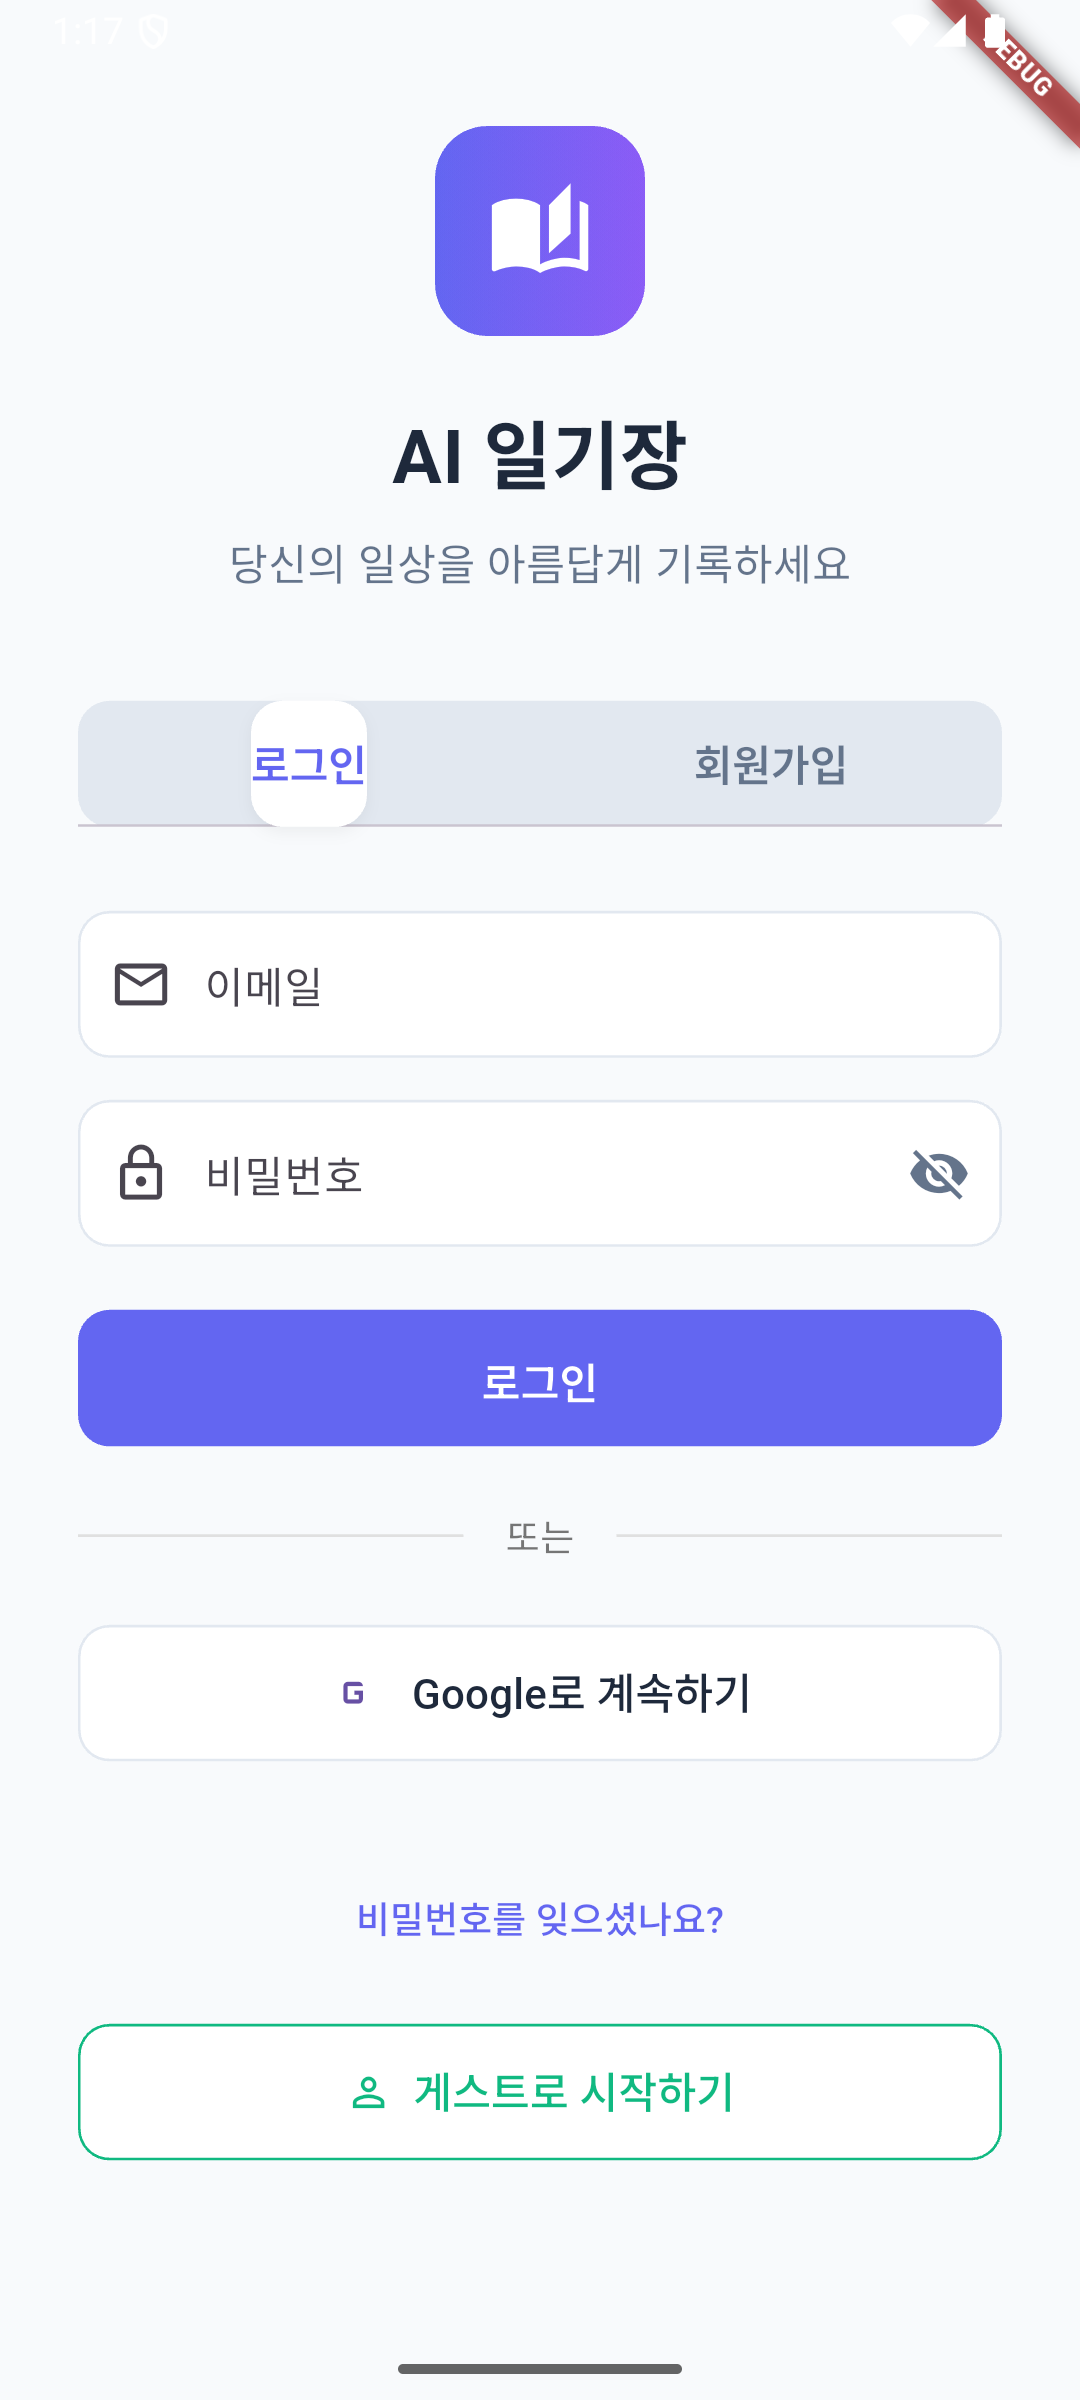 1:17
DEBUG
AI 일기장
당신의 일상을 아름답게 기록하세요
로그인 회원가입
이메일
비밀번호
로그인
또는
G Google로 계속하기
비밀번호를 잊으셨나요?
게스트로 시작하기